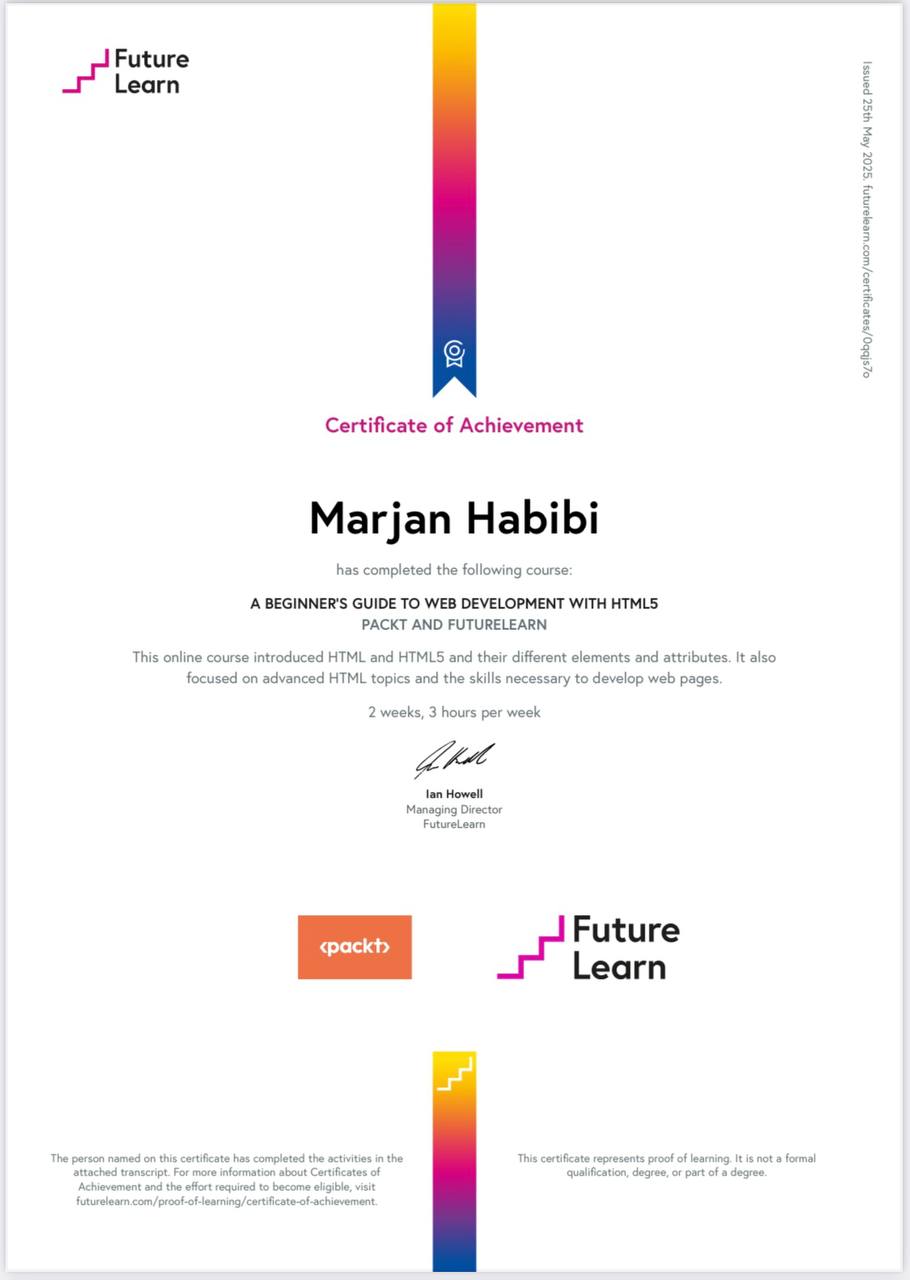 Future
Learn
Issued 25th May 2025. futurelearn.com/certificates/0qqjs7o
Certificate of Achievement
Marjan Habibi
has completed the following course:
A BEGINNER'S GUIDE TO WEB DEVELOPMENT WITH HTML5
PACKT AND FUTURELEARN
This online course introduced HTML and HTML5 and their different elements and attributes. It also
focused on advanced HTML topics and the skills necessary to develop web pages.
2 weeks, 3 hours per week
Ian Howell
Managing Director
FutureLearn
<packt>
Future
Learn
The person named on this certificate has completed the activities in the
attached transcript. For more information about Certificates of
Achievement and the effort required to become eligible, visit
futurelearn.com/proof-of-learning/certificate-of-achievement.
This certificate represents proof of learning. It is not a formal
qualification, degree, or part of a degree.